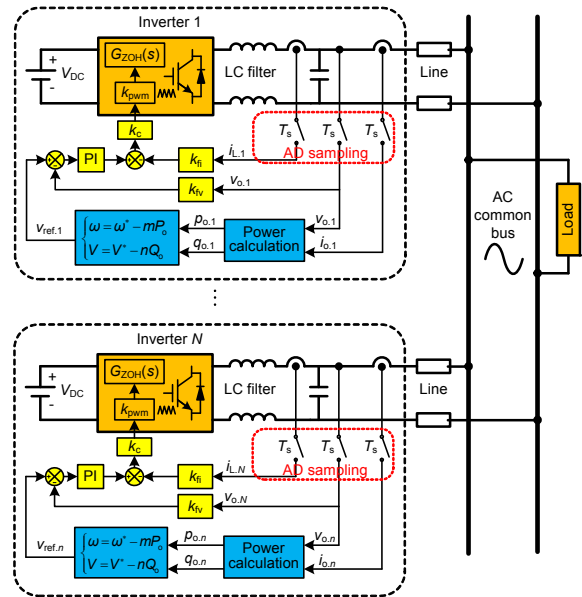 Inverter 1
G_ZOH(s)
k_pwm
V_DC
+
-
LC filter
Line
k_c
T_s
T_s
T_s
AD sampling
PI
k_fi
i_L.1
k_fv
v_o.1
v_ref.1
ω = ω* − mP_o
V = V* − nQ_o
p_o.1
q_o.1
Power
calculation
v_o.1
i_o.1
AC
common
bus
Load
...
Inverter N
G_ZOH(s)
k_pwm
V_DC
+
-
LC filter
Line
k_c
T_s
T_s
T_s
AD sampling
PI
k_fi
i_L.N
k_fv
v_o.N
v_ref.n
ω = ω* − mP_o
V = V* − nQ_o
p_o.n
q_o.n
Power
calculation
v_o.n
i_o.n